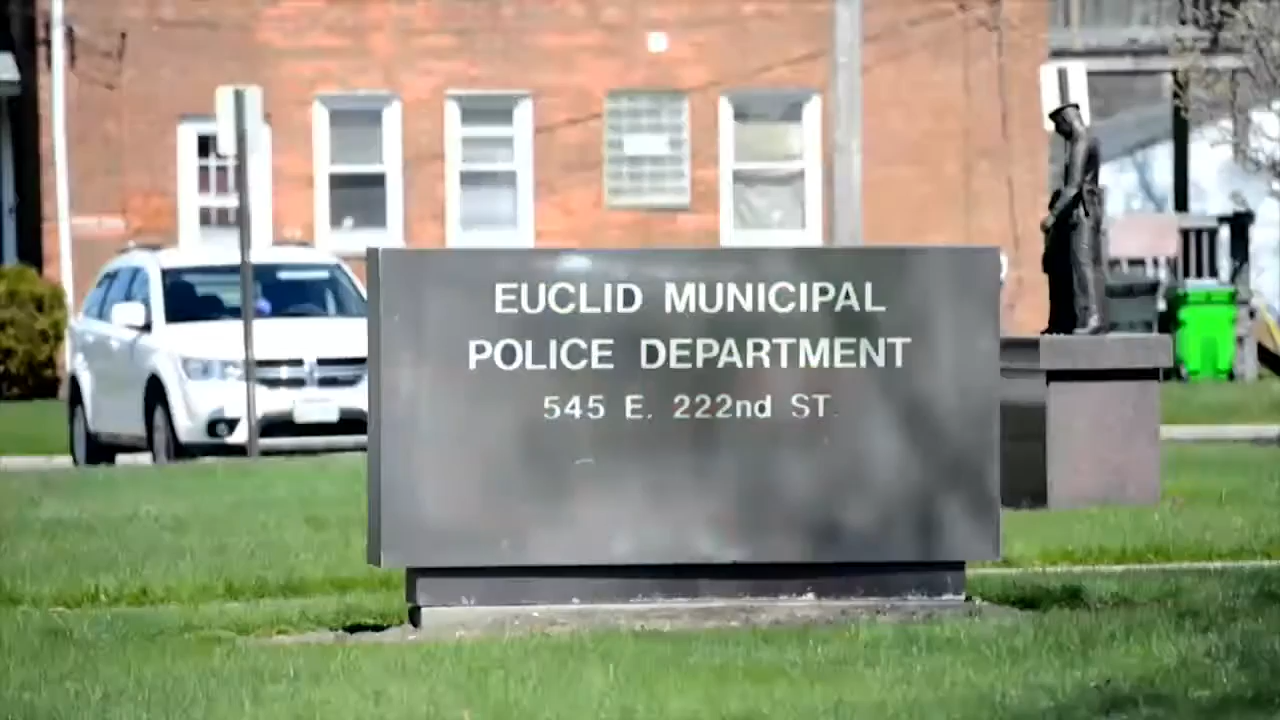 EUCLID MUNICIPAL
POLICE DEPARTMENT
545 E. 222nd ST.